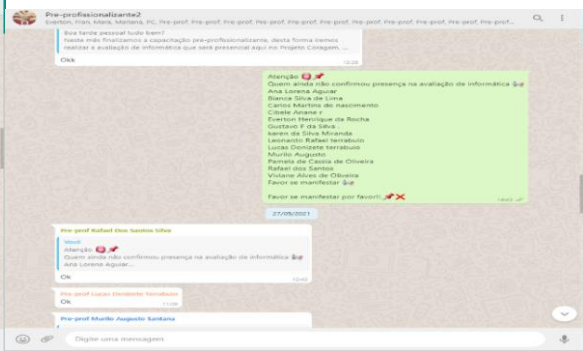 Pre-profissionalizante2
Everton, Fran, Mara, Mariana, PC, Pre-prof, Pre-prof, Pre-prof, Pre-prof, Pre-prof, Pre-prof, Pre-prof, Pre-prof, Pre-prof, Pre-prof...
Boa tarde pessoal tudo bem?
Neste mês finalizamos a capacitação pre-profissionalizante, desta forma iremos
realizar a avaliação de informática que será presencial aqui no Projeto Coragem, ...
Okk
Atenção
Quem ainda não confirmou presença na avaliação de informática
Ana Lorena Aguiar
Bianca Silva de Lima
Carlos Martins do nascimento
Cibele Ariane r
Everton Henrique da Rocha
Gustavo F da Silva .
karen da Silva Miranda
Leonardo Rafael terrabuio
Lucas Donizete terrabuio
Murilo Augusto
Pamela de Cassia de Oliveira
Rafael dos Santos
Viviane Alves de Oliveira
Favor se manifestar
Favor se manifestar por favor!!
27/05/2021
Pre-prof Rafael Dos Santos Silva
Você
Atenção
Quem ainda não confirmou presença na avaliação de informática
Ana Lorena Aguiar...
Ok
Pre-prof Lucas Donizete Terrabuio
Ok
Pre-prof Murilo Augusto Santana
Digite uma mensagem